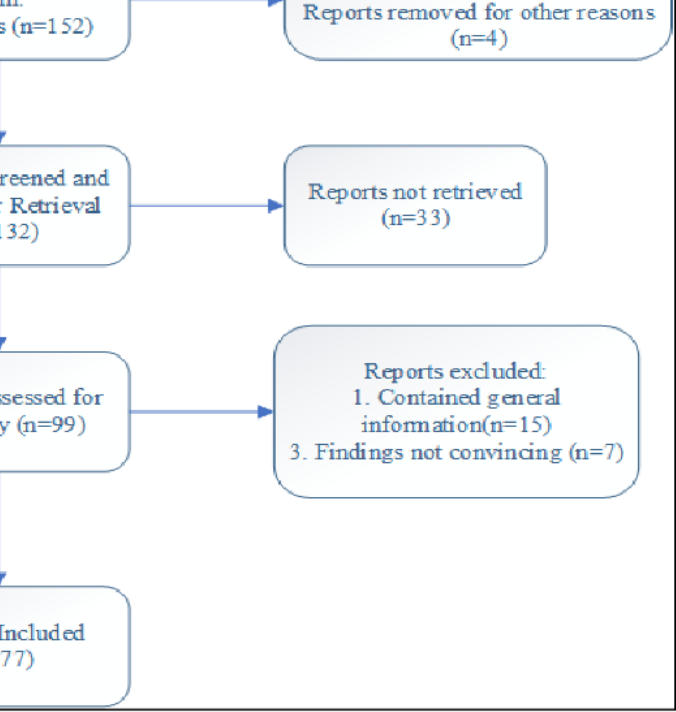 s (n=152)
Reports removed for other reasons
(n=4)
reened and
Retrieval
132)
Reports not retrieved
(n=33)
ssessed for
y (n=99)
Reports excluded:
1. Contained general
information(n=15)
3. Findings not convincing (n=7)
Included
77)